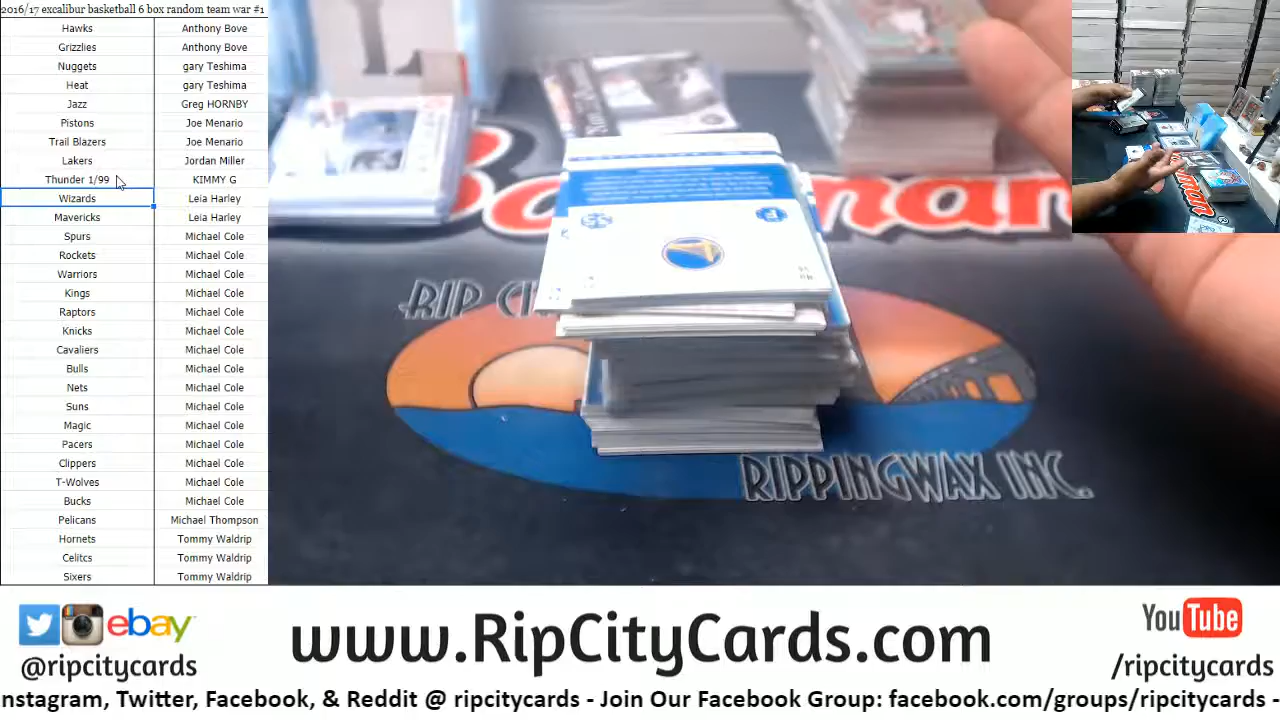 2016/17 excalibur basketball 6 box random team war #1
Hawks Anthony Bove
Grizzlies Anthony Bove
Nuggets gary Teshima
Heat gary Teshima
Jazz Greg HORNBY
Pistons Joe Menario
Trail Blazers Joe Menario
Lakers Jordan Miller
Thunder 1/99 KIMMY G
Wizards Leia Harley
Mavericks Leia Harley
Spurs Michael Cole
Rockets Michael Cole
Warriors Michael Cole
Kings Michael Cole
Raptors Michael Cole
Knicks Michael Cole
Cavaliers Michael Cole
Bulls Michael Cole
Nets Michael Cole
Suns Michael Cole
Magic Michael Cole
Pacers Michael Cole
Clippers Michael Cole
T-Wolves Michael Cole
Bucks Michael Cole
Pelicans Michael Thompson
Hornets Tommy Waldrip
Celitcs Tommy Waldrip
Sixers Tommy Waldrip
RIP CI
RIPPINGWAX INC.
ebay
@ripcitycards
www.RipCityCards.com
YouTube
/ripcitycards
nstagram, Twitter, Facebook, & Reddit @ ripcitycards - Join Our Facebook Group: facebook.com/groups/ripcitycards -